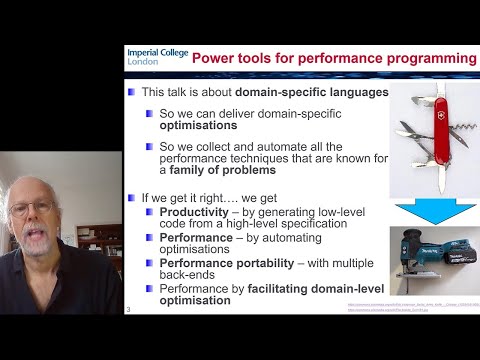 Imperial College
London
Power tools for performance programming
This talk is about domain-specific languages
So we can deliver domain-specific
optimisations
So we collect and automate all the
performance techniques that are known for
a family of problems
If we get it right.... we get
Productivity – by generating low-level
code from a high-level specification
Performance – by automating
optimisations
Performance portability – with multiple
back-ends
Performance by facilitating domain-level
optimisation
3